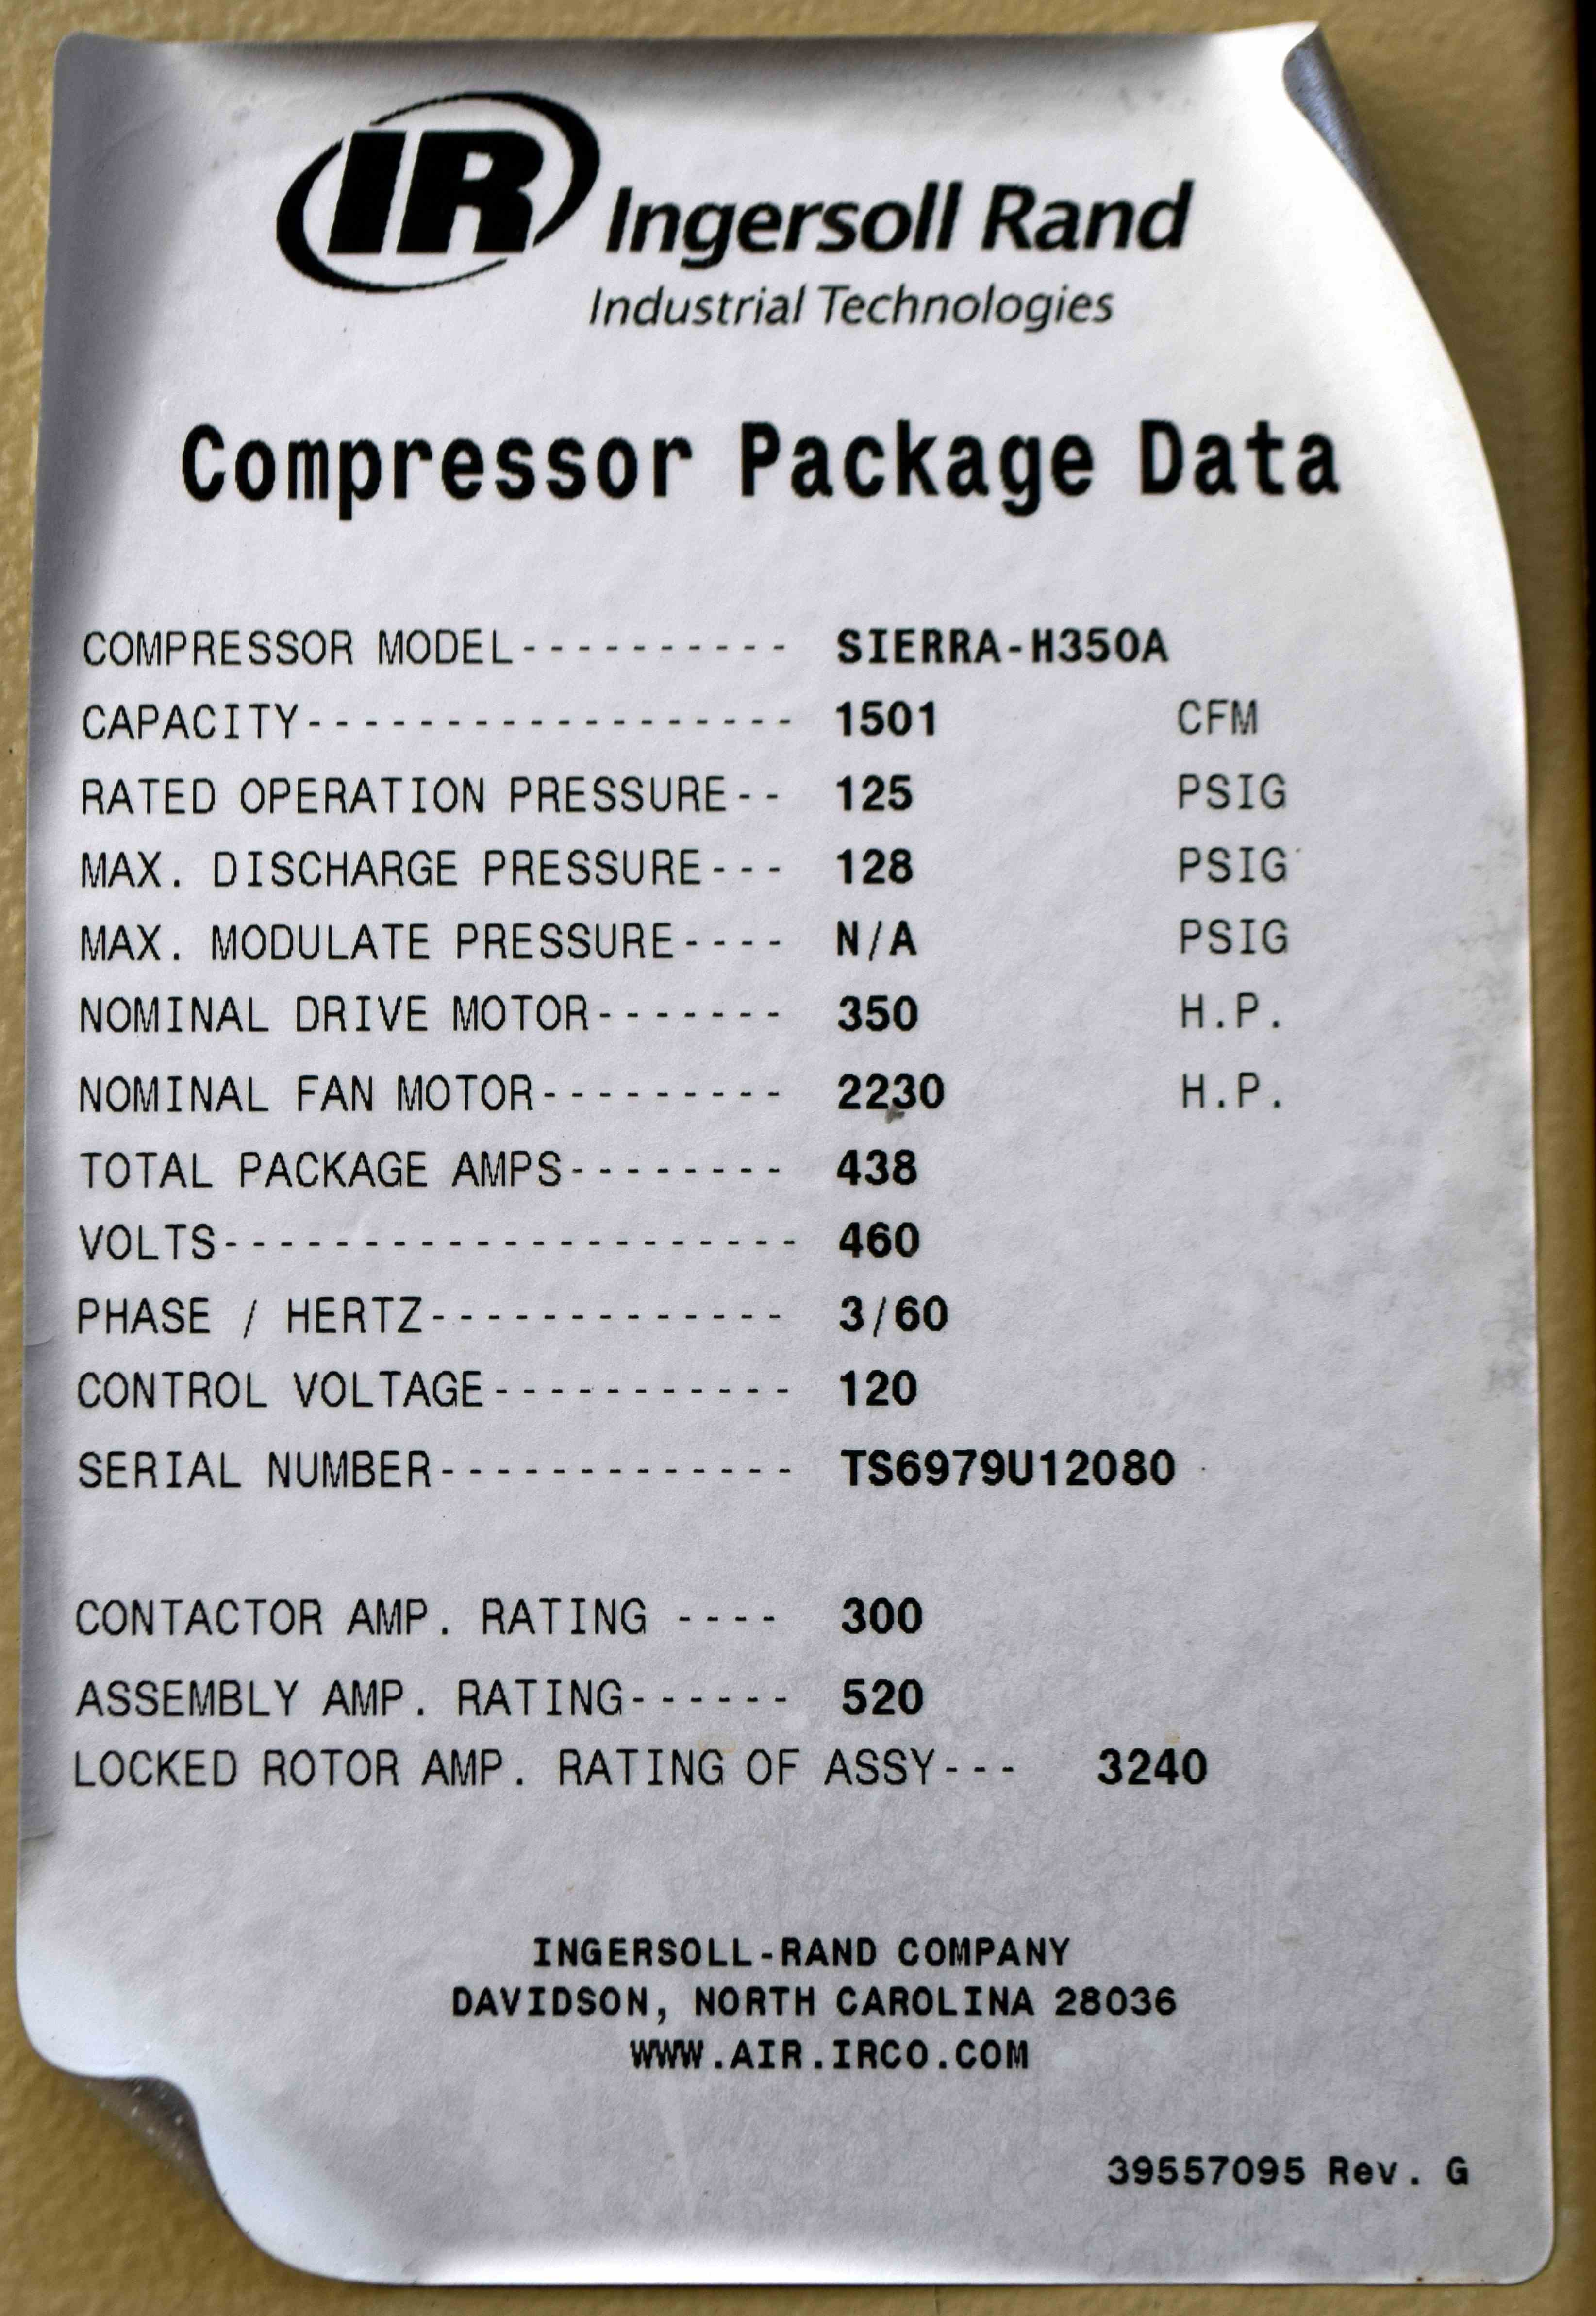 IR Ingersoll Rand
Industrial Technologies
Compressor Package Data
COMPRESSOR MODEL---------- SIERRA-H350A
CAPACITY------------------ 1501 CFM
RATED OPERATION PRESSURE-- 125 PSIG
MAX. DISCHARGE PRESSURE--- 128 PSIG
MAX. MODULATE PRESSURE---- N/A PSIG
NOMINAL DRIVE MOTOR------- 350 H.P.
NOMINAL FAN MOTOR--------- 2230 H.P.
TOTAL PACKAGE AMPS-------- 438
VOLTS--------------------- 460
PHASE / HERTZ------------- 3/60
CONTROL VOLTAGE----------- 120
SERIAL NUMBER------------- TS6979U12080
CONTACTOR AMP. RATING ---- 300
ASSEMBLY AMP. RATING------ 520
LOCKED ROTOR AMP. RATING OF ASSY--- 3240
INGERSOLL-RAND COMPANY
DAVIDSON, NORTH CAROLINA 28036
WWW.AIR.IRCO.COM
39557095 Rev. G